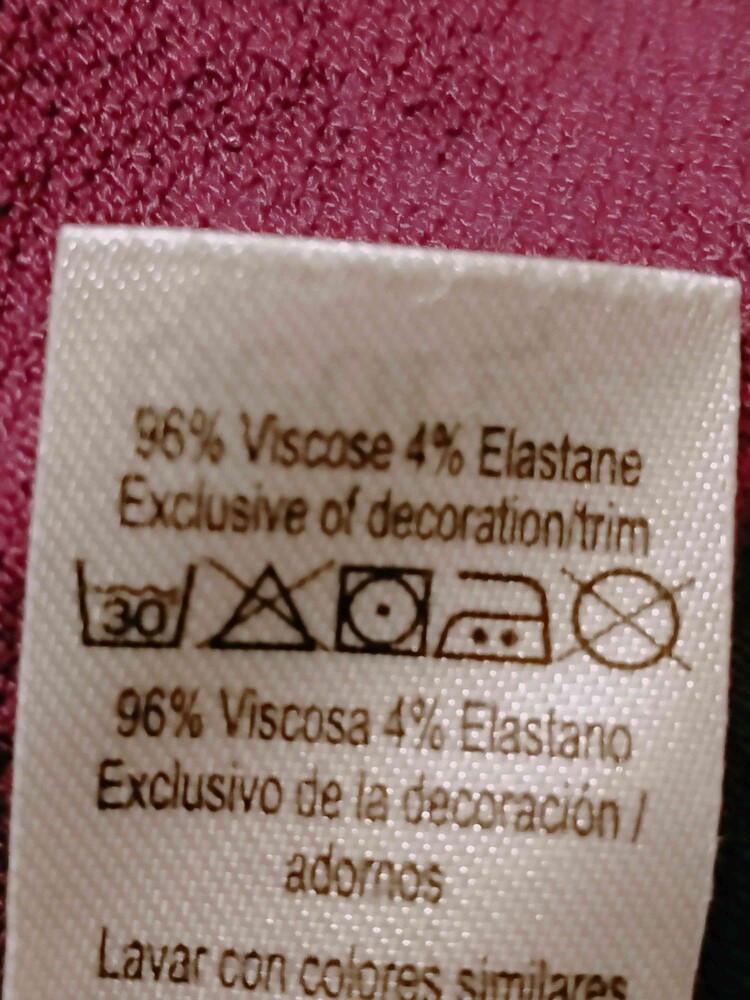 96% Viscose 4% Elastane
Exclusive of decoration/trim
30
96% Viscosa 4% Elastano
Exclusivo de la decoración /
adornos
Lavar con colores similares